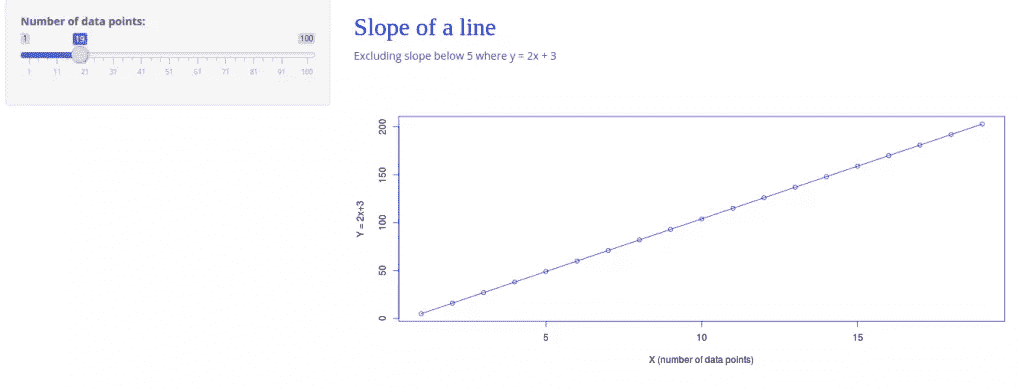 Number of data points:
1 19 100
1 11 21 31 41 51 61 71 81 91 100
Slope of a line
Excluding slope below 5 where y = 2x + 3
200
150
100
50
0
Y = 2x+3
5 10 15
X (number of data points)